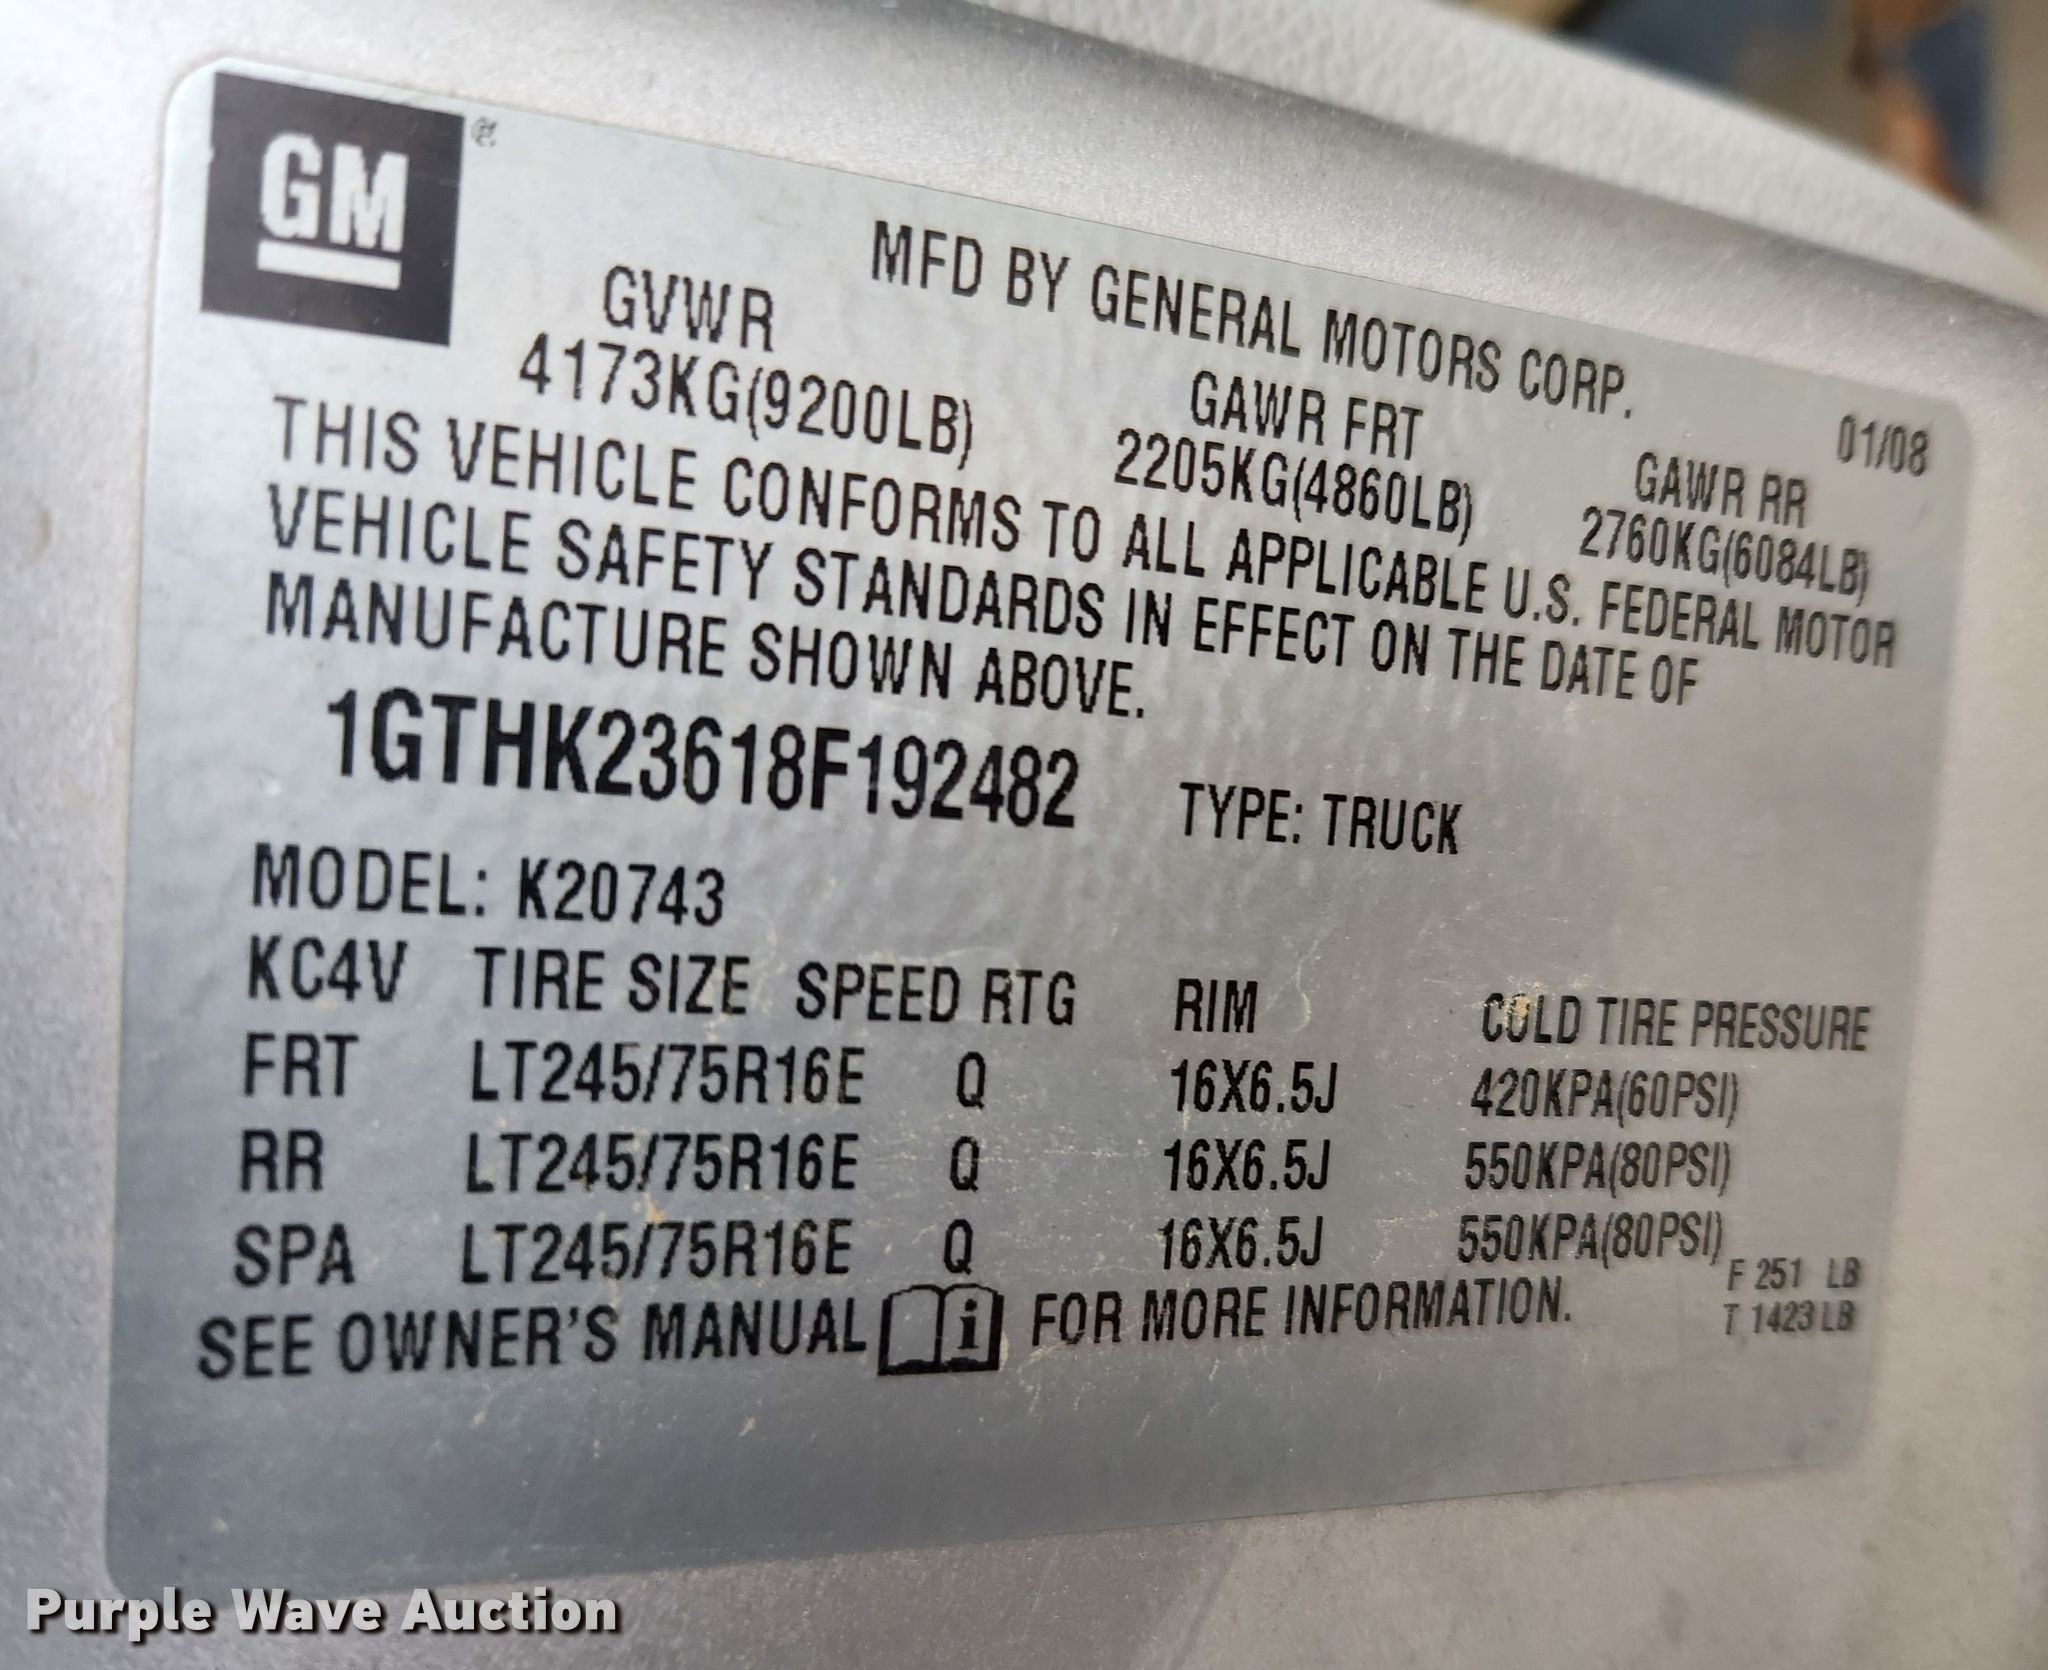 GM®
MFD BY GENERAL MOTORS CORP.
01/08
GVWR GAWR FRT GAWR RR
4173KG(9200LB) 2205KG(4860LB) 2760KG(6084LB)
THIS VEHICLE CONFORMS TO ALL APPLICABLE U.S. FEDERAL MOTOR
VEHICLE SAFETY STANDARDS IN EFFECT ON THE DATE OF
MANUFACTURE SHOWN ABOVE.
1GTHK23618F192482 TYPE: TRUCK
MODEL: K20743
KC4V TIRE SIZE SPEED RTG RIM COLD TIRE PRESSURE
FRT LT245/75R16E Q 16X6.5J 420KPA(60PSI)
RR LT245/75R16E Q 16X6.5J 550KPA(80PSI)
SPA LT245/75R16E Q 16X6.5J 550KPA(80PSI)
SEE OWNER'S MANUAL i FOR MORE INFORMATION.
F 251 LB
T 1423 LB
Purple Wave Auction